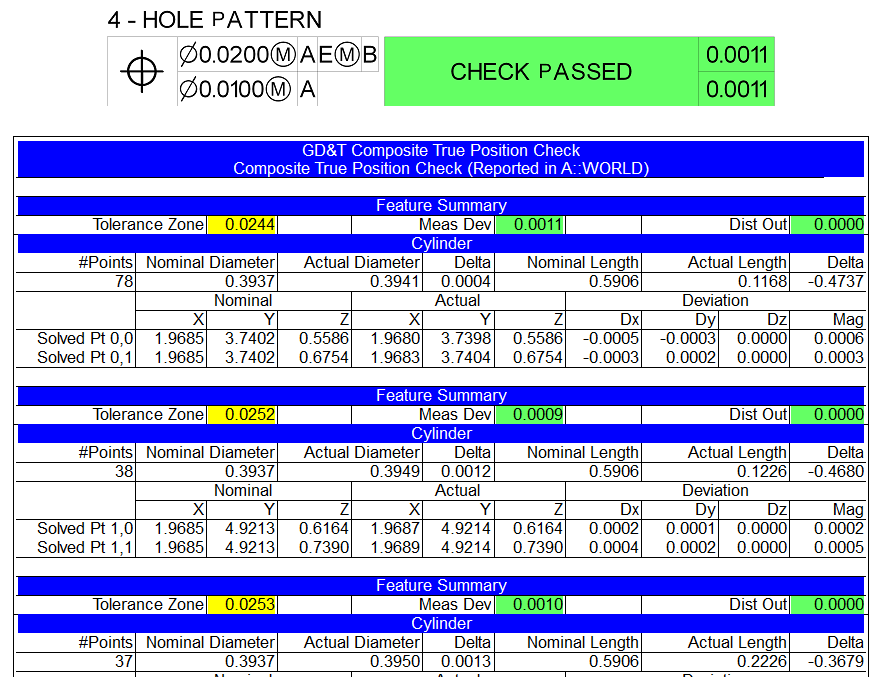 4 - HOLE PATTERN
⌖ ∅0.0200Ⓜ A EⓂ B CHECK PASSED 0.0011
∅0.0100Ⓜ A 0.0011
GD&T Composite True Position Check
Composite True Position Check (Reported in A::WORLD)
Feature Summary
Tolerance Zone 0.0244 Meas Dev 0.0011 Dist Out 0.0000
Cylinder
#Points Nominal Diameter Actual Diameter Delta Nominal Length Actual Length Delta
78 0.3937 0.3941 0.0004 0.5906 0.1168 -0.4737
Nominal Actual Deviation
X Y Z X Y Z Dx Dy Dz Mag
Solved Pt 0,0 1.9685 3.7402 0.5586 1.9680 3.7398 0.5586 -0.0005 -0.0003 0.0000 0.0006
Solved Pt 0,1 1.9685 3.7402 0.6754 1.9683 3.7404 0.6754 -0.0003 0.0002 0.0000 0.0003
Feature Summary
Tolerance Zone 0.0252 Meas Dev 0.0009 Dist Out 0.0000
Cylinder
#Points Nominal Diameter Actual Diameter Delta Nominal Length Actual Length Delta
38 0.3937 0.3949 0.0012 0.5906 0.1226 -0.4680
Nominal Actual Deviation
X Y Z X Y Z Dx Dy Dz Mag
Solved Pt 1,0 1.9685 4.9213 0.6164 1.9687 4.9214 0.6164 0.0002 0.0001 0.0000 0.0002
Solved Pt 1,1 1.9685 4.9213 0.7390 1.9689 4.9214 0.7390 0.0004 0.0002 0.0000 0.0005
Feature Summary
Tolerance Zone 0.0253 Meas Dev 0.0010 Dist Out 0.0000
Cylinder
#Points Nominal Diameter Actual Diameter Delta Nominal Length Actual Length Delta
37 0.3937 0.3950 0.0013 0.5906 0.2226 -0.3679